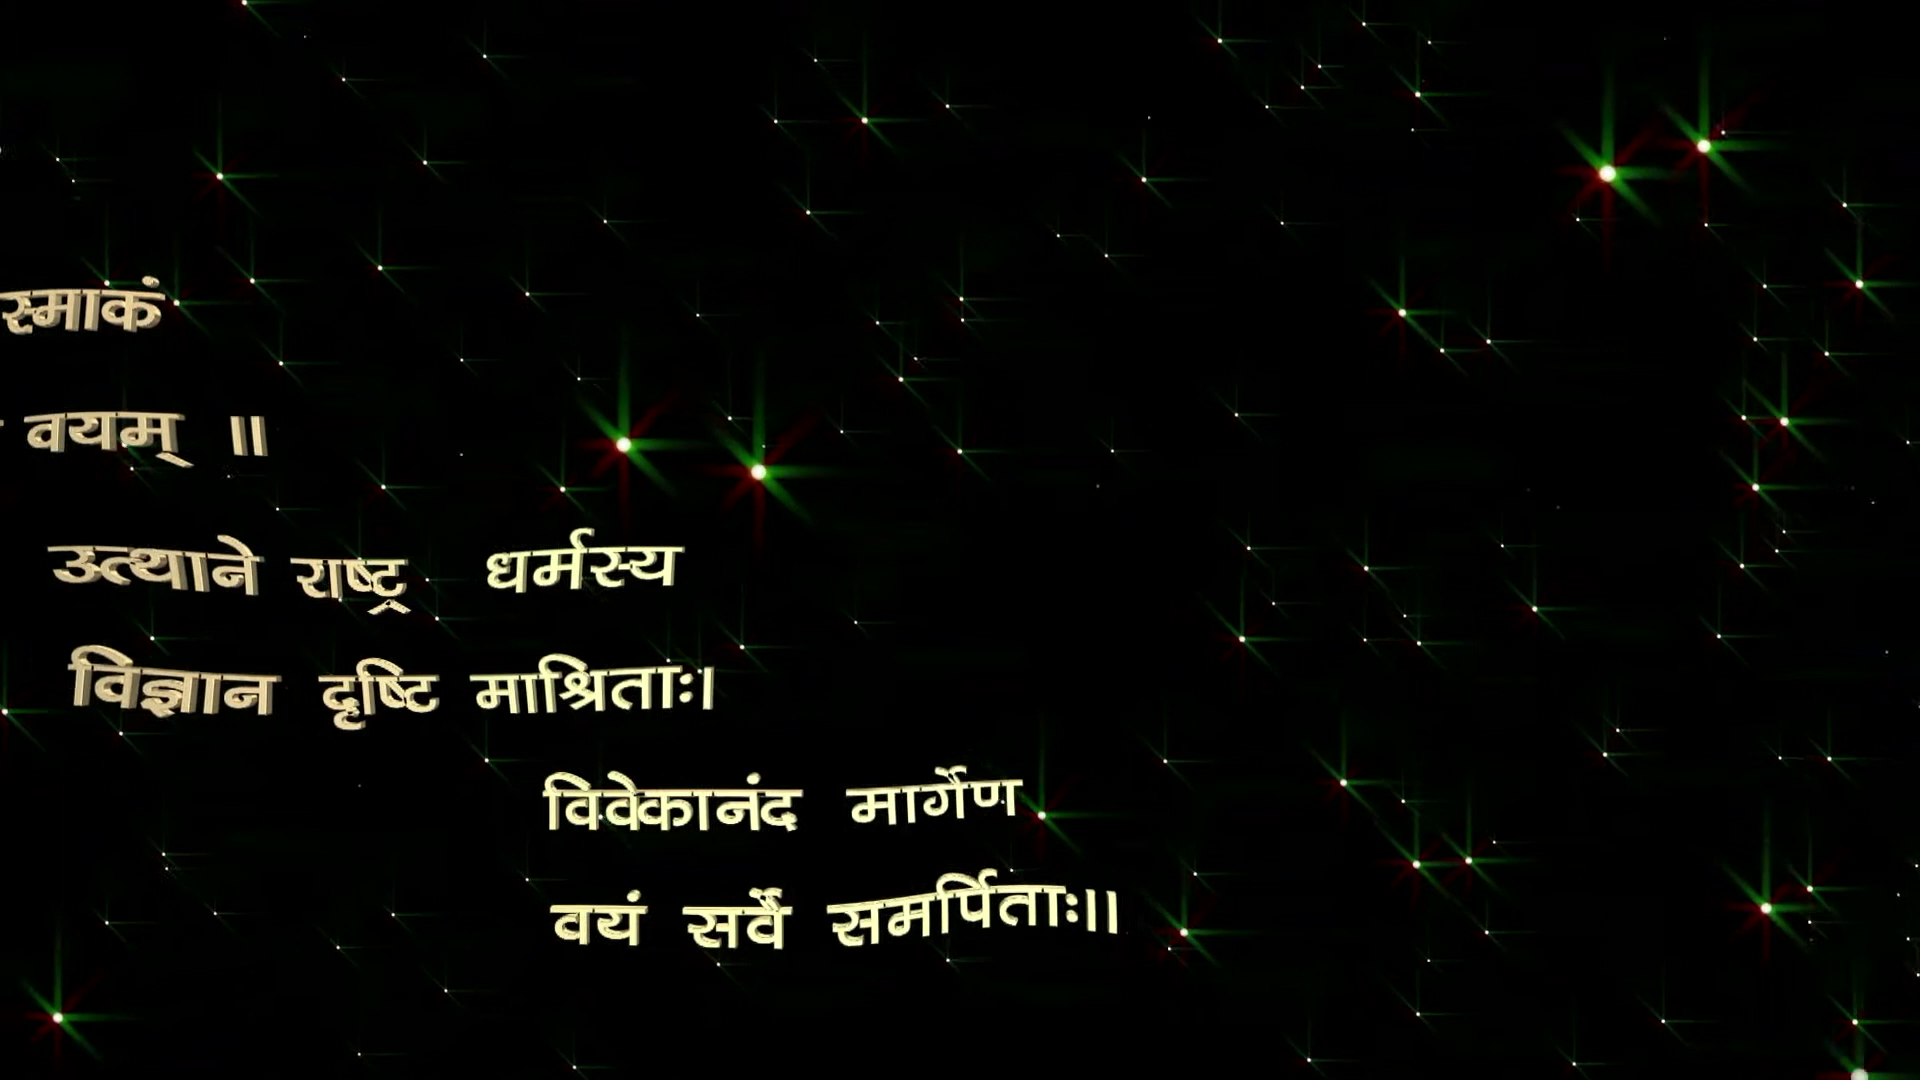 स्माकं
वयम् ॥
उत्थाने राष्ट्र धर्मस्य
विज्ञान दृष्टि माश्रिताः।
विवेकानंद मार्गेण
वयं सर्वे समर्पिताः।।